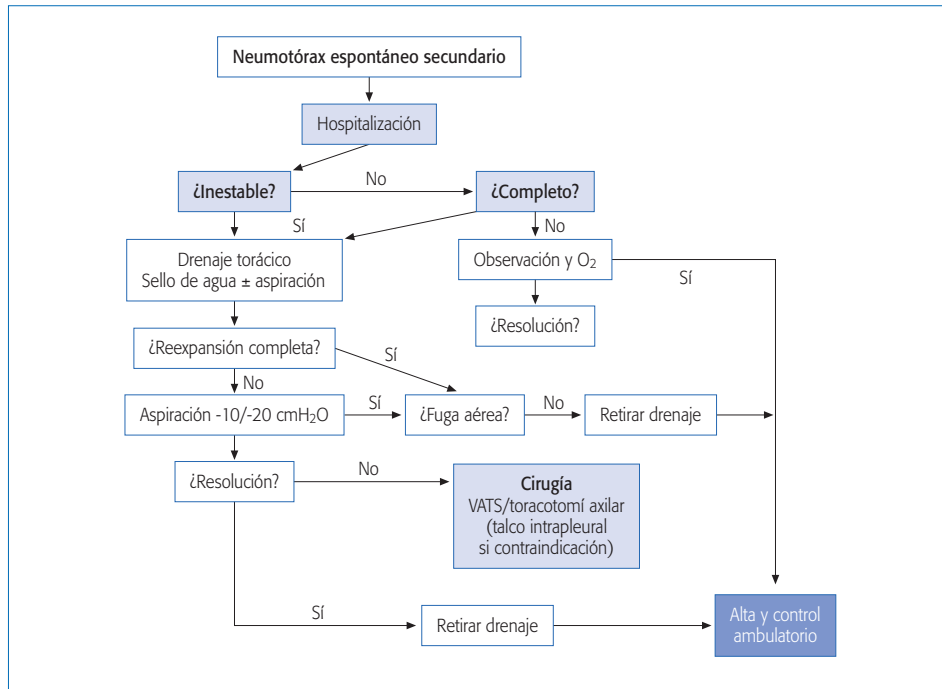 Neumotórax espontáneo secundario
Hospitalización
¿Inestable?
No
¿Completo?
Sí
No
Drenaje torácico
Sello de agua ± aspiración
Observación y O₂
Sí
¿Resolución?
¿Reexpansión completa?
Sí
No
Aspiración -10/-20 cmH₂O
Sí
¿Fuga aérea?
No
Retirar drenaje
¿Resolución?
No
Cirugía
VATS/toracotomí axilar
(talco intrapleural
si contraindicación)
Sí
Retirar drenaje
Alta y control
ambulatorio